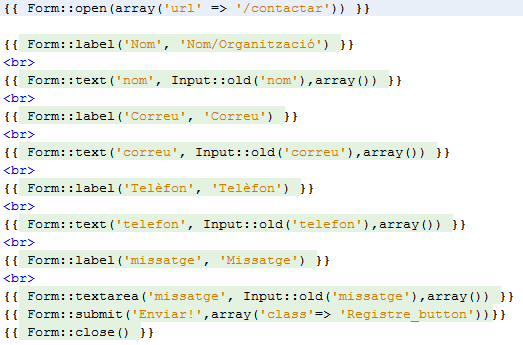 {{ Form::open(array('url' => '/contactar')) }}
{{ Form::label('Nom', 'Nom/Organització') }}
<br>
{{ Form::text('nom', Input::old('nom'),array()) }}
<br>
{{ Form::label('Correu', 'Correu') }}
<br>
{{ Form::text('correu', Input::old('correu'),array()) }}
<br>
{{ Form::label('Telèfon', 'Telèfon') }}
<br>
{{ Form::text('telefon', Input::old('telefon'),array()) }}
<br>
{{ Form::label('missatge', 'Missatge') }}
<br>
{{ Form::textarea('missatge', Input::old('missatge'),array()) }}
{{ Form::submit('Enviar!',array('class'=> 'Registre_button'))}}
{{ Form::close() }}